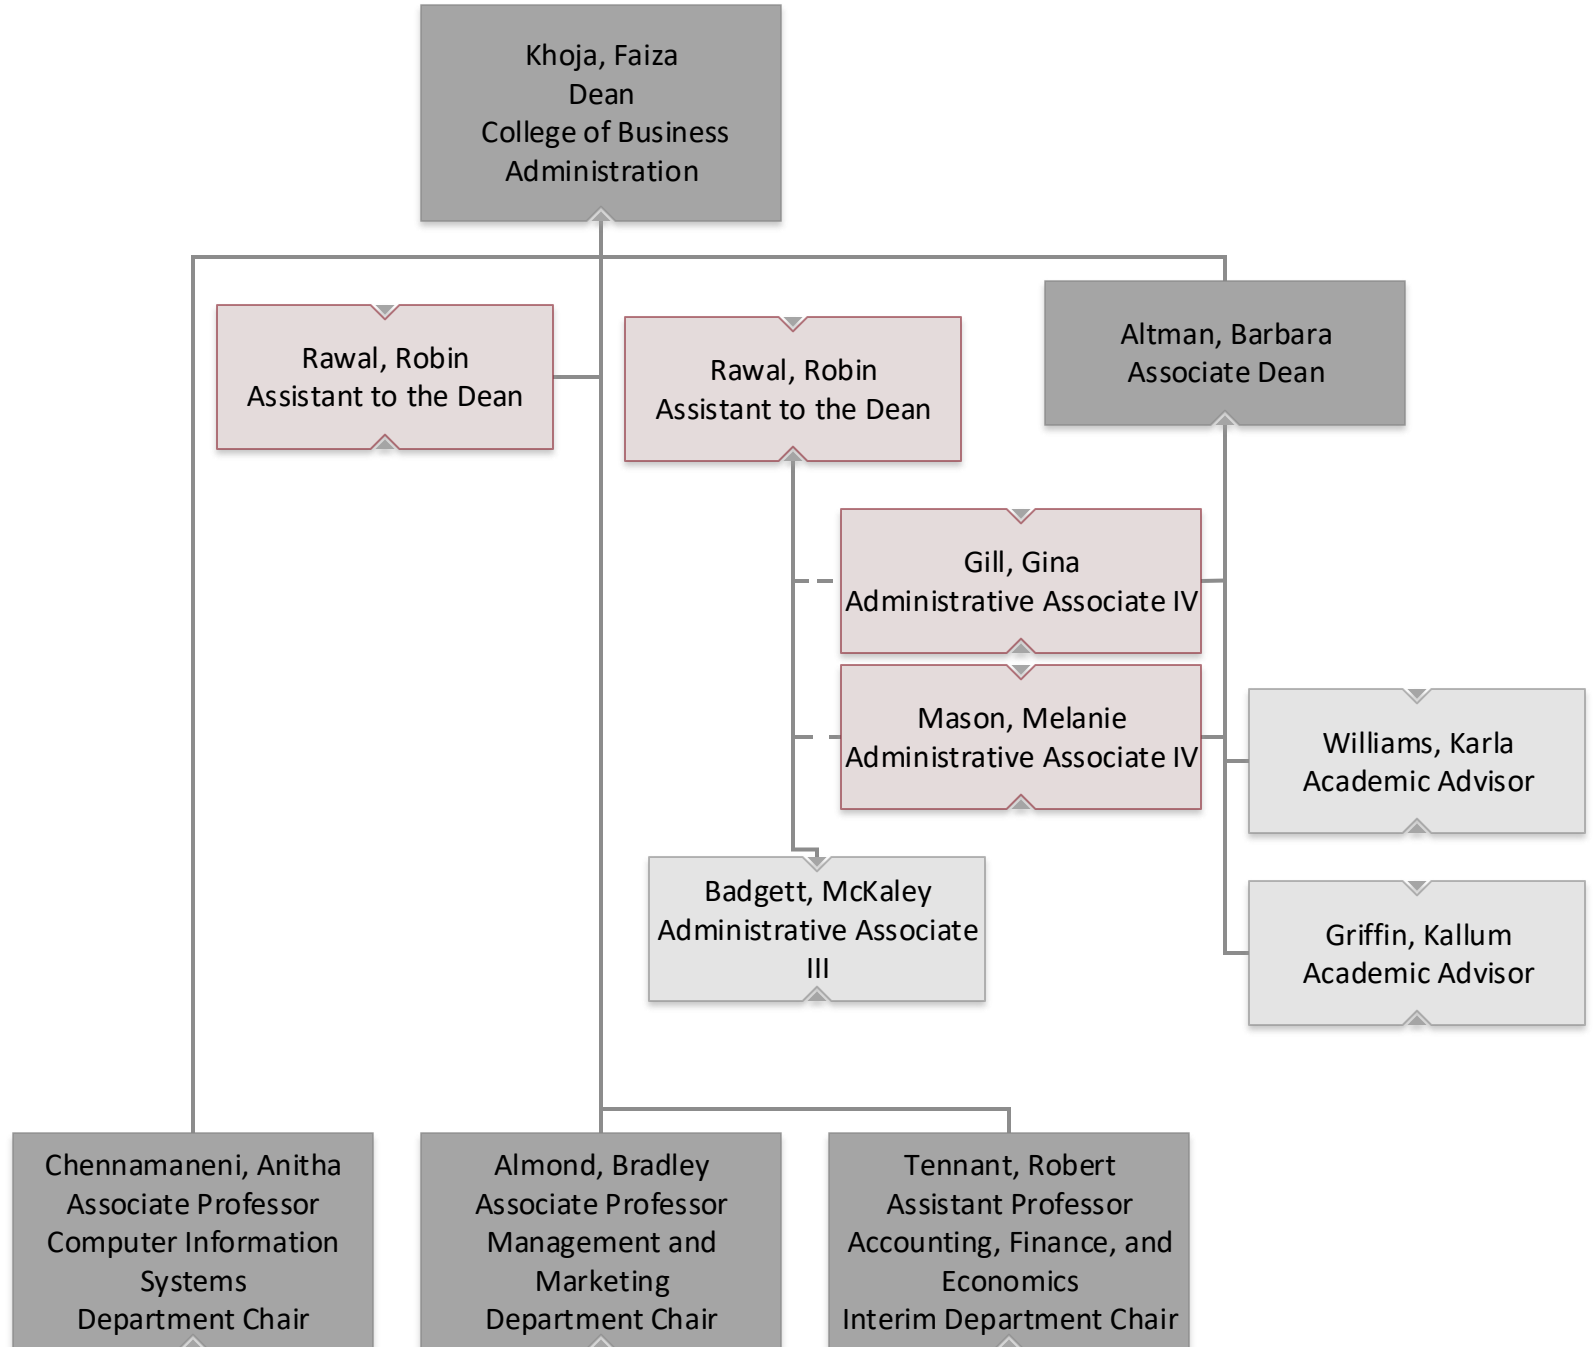 Khoja, Faiza
Dean
College of Business
Administration
Rawal, Robin
Assistant to the Dean
Rawal, Robin
Assistant to the Dean
Altman, Barbara
Associate Dean
Gill, Gina
Administrative Associate IV
Mason, Melanie
Administrative Associate IV
Williams, Karla
Academic Advisor
Badgett, McKaley
Administrative Associate
III
Griffin, Kallum
Academic Advisor
Chennamaneni, Anitha
Associate Professor
Computer Information
Systems
Department Chair
Almond, Bradley
Associate Professor
Management and
Marketing
Department Chair
Tennant, Robert
Assistant Professor
Accounting, Finance, and
Economics
Interim Department Chair